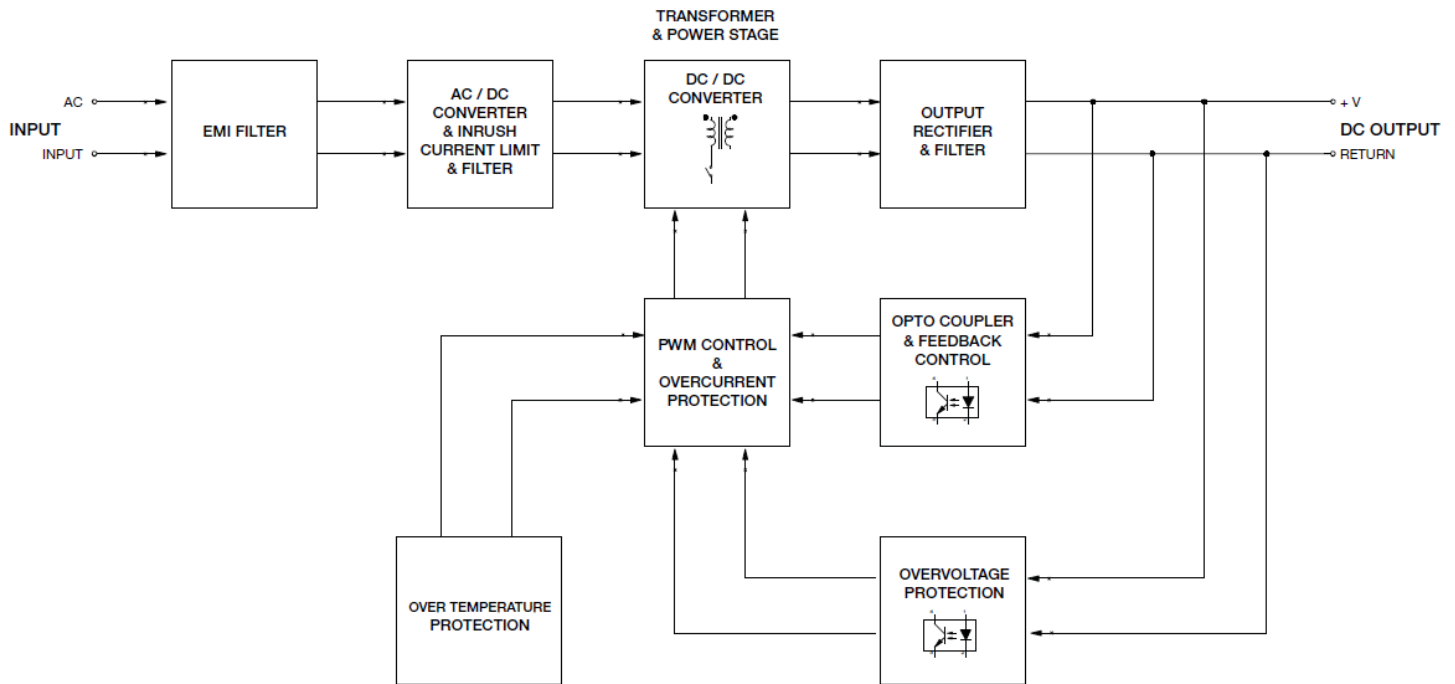 TRANSFORMER
& POWER STAGE
AC
INPUT
INPUT
EMI FILTER
AC / DC
CONVERTER
& INRUSH
CURRENT LIMIT
& FILTER
DC / DC
CONVERTER
OUTPUT
RECTIFIER
& FILTER
+ V
DC OUTPUT
RETURN
PWM CONTROL
&
OVERCURRENT
PROTECTION
OPTO COUPLER
& FEEDBACK
CONTROL
OVER TEMPERATURE
PROTECTION
OVERVOLTAGE
PROTECTION